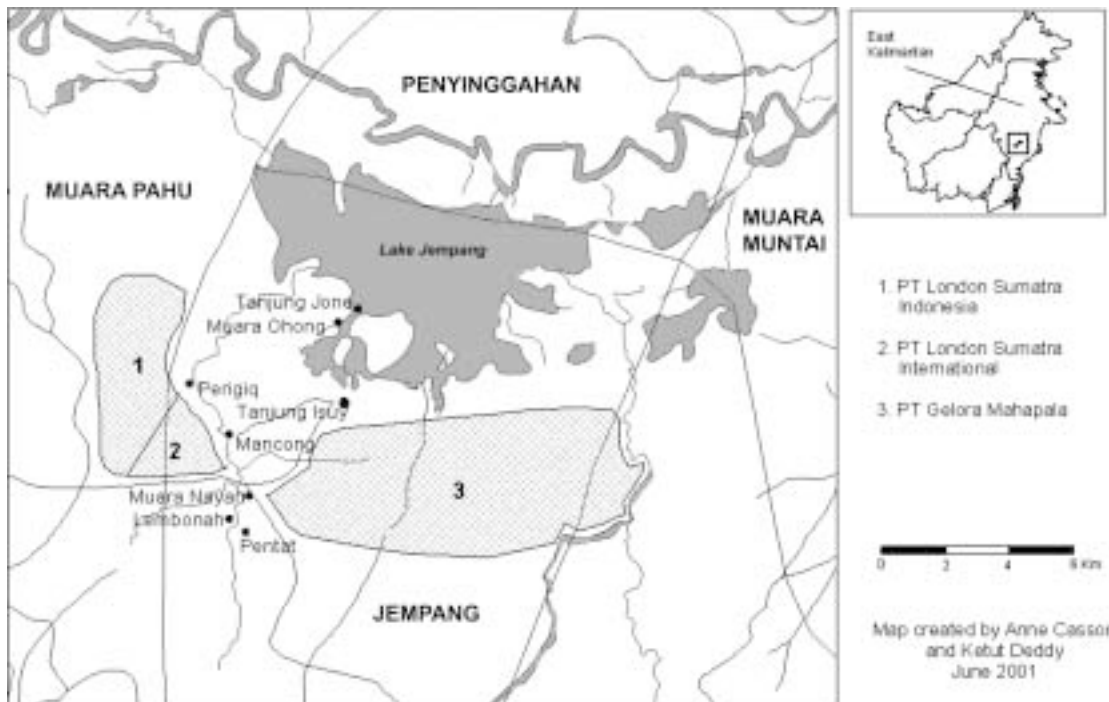 PENYINGGAHAN
MUARA PAHU
MUARA
MUNTAI
Lake Jempang
Tanjung Jone
Muara Ohong
1
Perigiq
Tanjung Isuy
Mancong
2
3
Muara Nayan
Lembonah
Pentat
JEMPANG
East
Kalimantan
1. PT London Sumatra
Indonesia
2. PT London Sumatra
International
3. PT Gelora Mahapala
0 2 4 6 Km
Map created by Anne Casson
and Ketut Deddy
June 2001